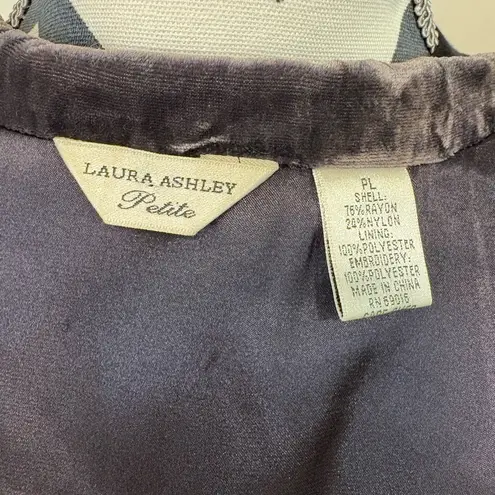 LAURA ASHLEY
Petite
PL
SHELL:
76%RAYON
24%NYLON
LINING:
100%POLYESTER
EMBROIDERY:
100%POLYESTER
MADE IN CHINA
RN 69016